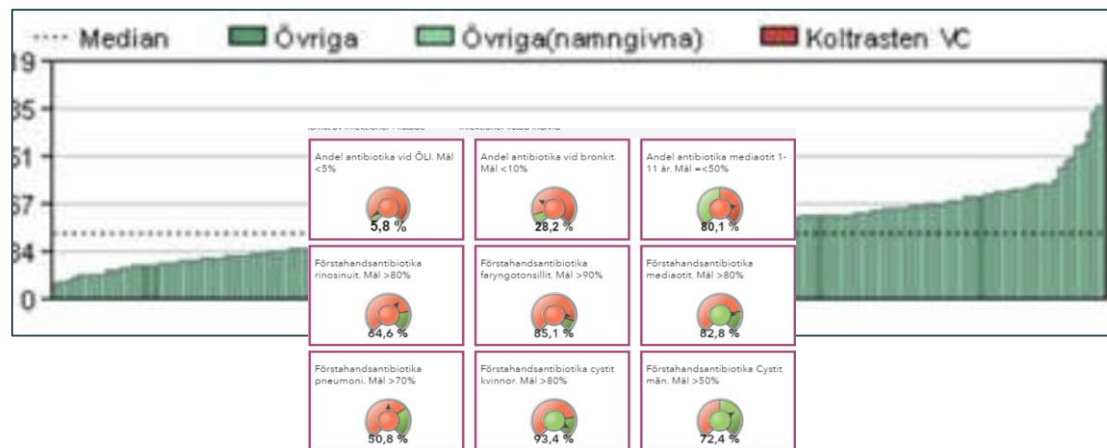 Median Övriga Övriga(namngivna) Koltrasten VC
19
85
51
67
34
0
Andel antibiotika vid ÖLI. Mål
<5%
5,8 %
Andel antibiotika vid bronkit.
Mål <10%
28,2 %
Andel antibiotika mediaotit 1-
11 år. Mål =<50%
80,1 %
Förstahandsantibiotika
rinosinuit. Mål >80%
64,6 %
Förstahandsantibiotika
faryngotonsillit. Mål >90%
85,1 %
Förstahandsantibiotika
mediaotit. Mål >80%
82,8 %
Förstahandsantibiotika
pneumoni. Mål >70%
50,8 %
Förstahandsantibiotika cystit
kvinnor. Mål >80%
93,4 %
Förstahandsantibiotika Cystit
män. Mål >50%
72,4 %